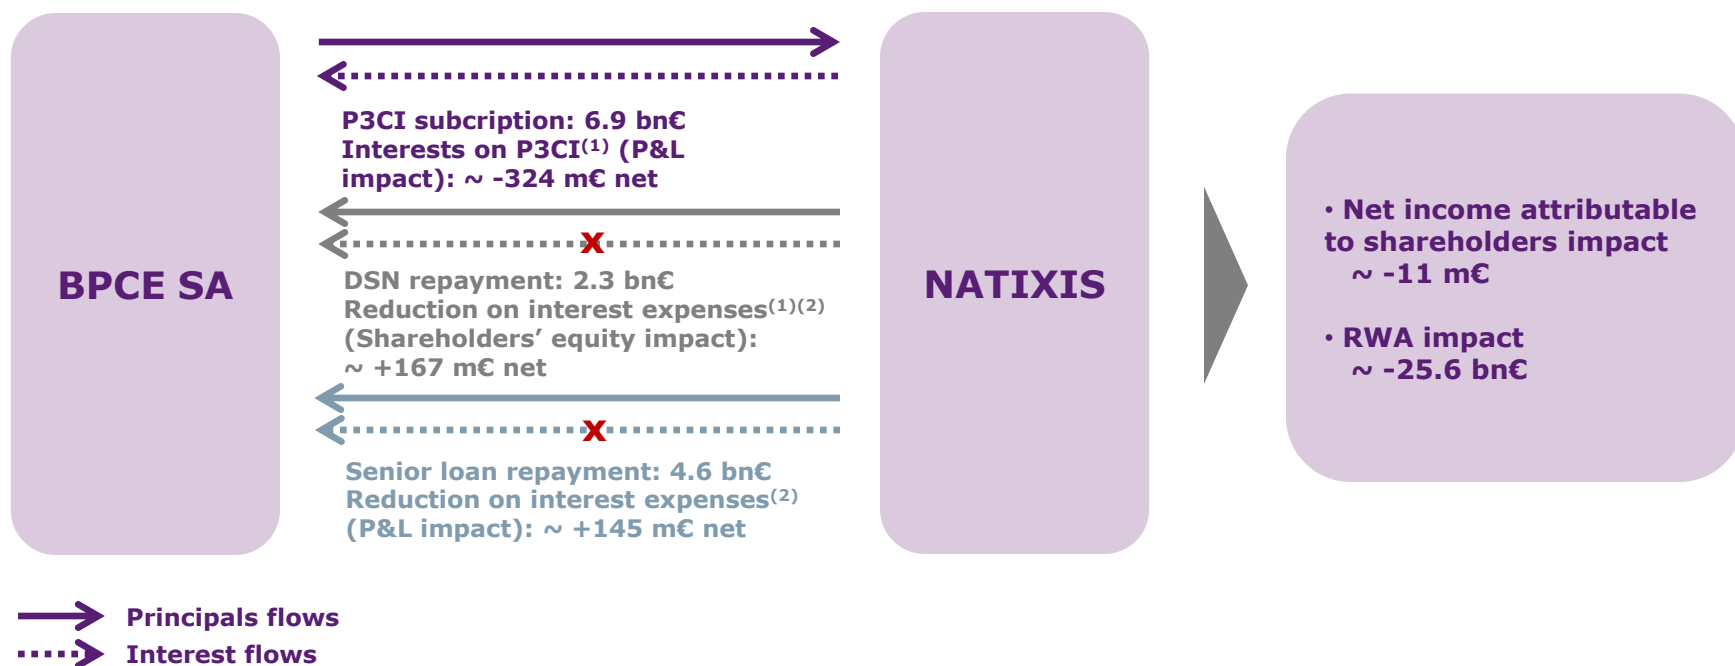 BPCE SA
P3CI subcription: 6.9 bn€
Interests on P3CI(1) (P&L
impact): ~ -324 m€ net
x
DSN repayment: 2.3 bn€
Reduction on interest expenses(1)(2)
(Shareholders’ equity impact):
~ +167 m€ net
x
Senior loan repayment: 4.6 bn€
Reduction on interest expenses(2)
(P&L impact): ~ +145 m€ net
NATIXIS
• Net income attributable
to shareholders impact
~ -11 m€
• RWA impact
~ -25.6 bn€
Principals flows
Interest flows